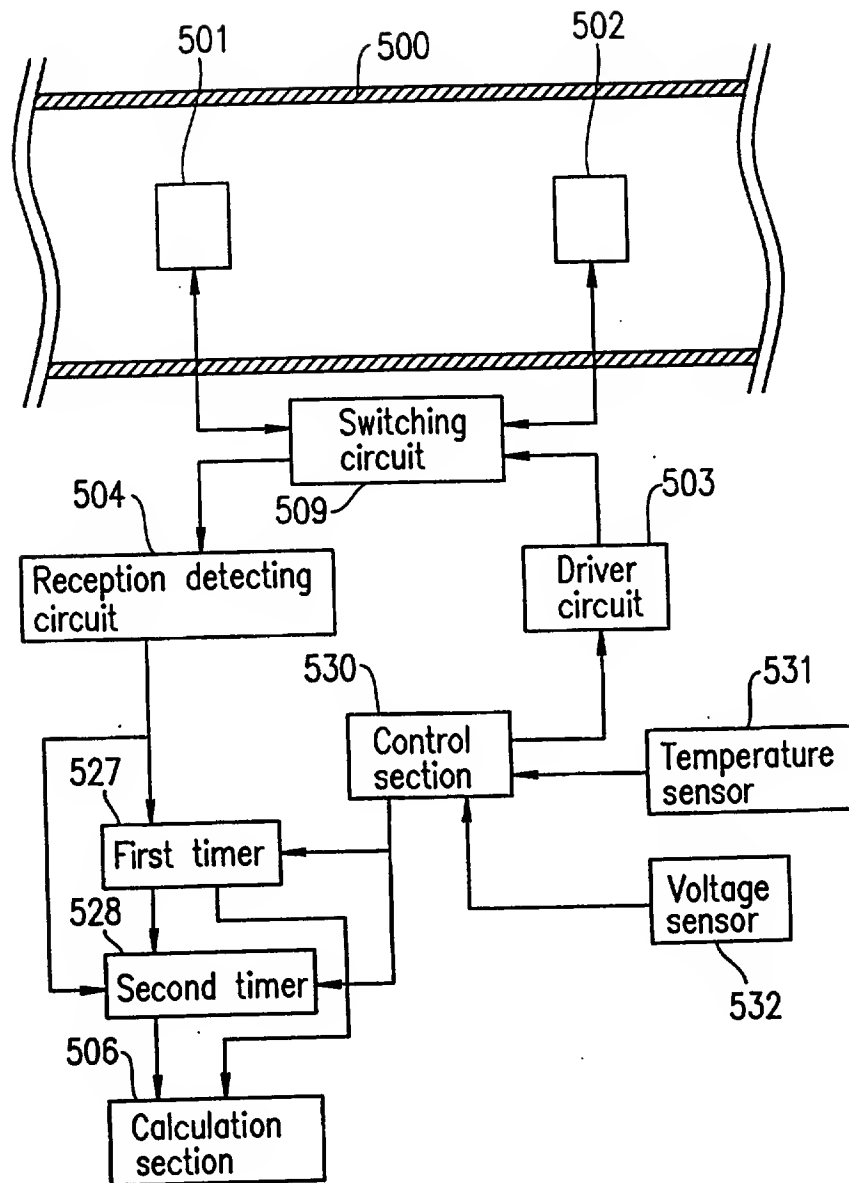 501
500
502
Switching
circuit
509
504
503
Reception detecting
circuit
Driver
circuit
530
531
Control
section
Temperature
sensor
527
First timer
528
Voltage
sensor
Second timer
532
506
Calculation
section